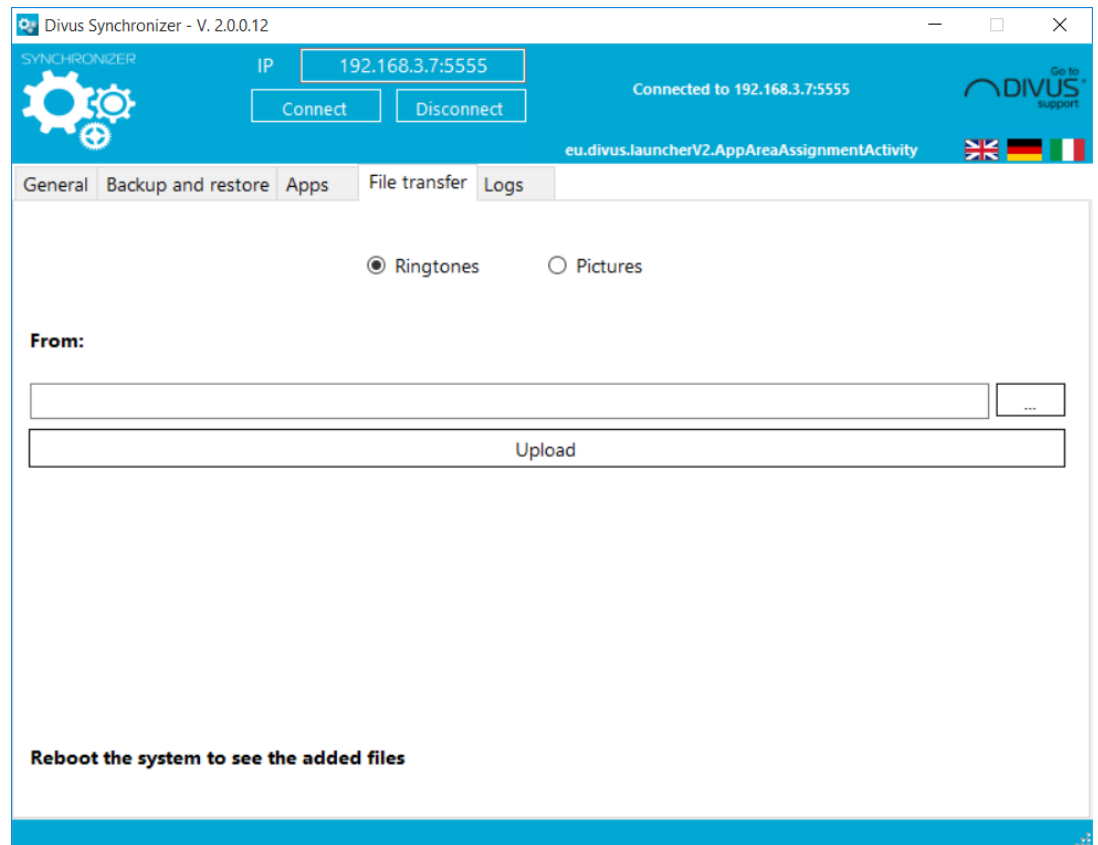 Divus Synchronizer - V. 2.0.0.12
SYNCHRONIZER
IP 192.168.3.7:5555
Connect Disconnect
Connected to 192.168.3.7:5555
Go to
DIVUS
support
eu.divus.launcherV2.AppAreaAssignmentActivity
General Backup and restore Apps File transfer Logs
Ringtones Pictures
From:
...
Upload
Reboot the system to see the added files